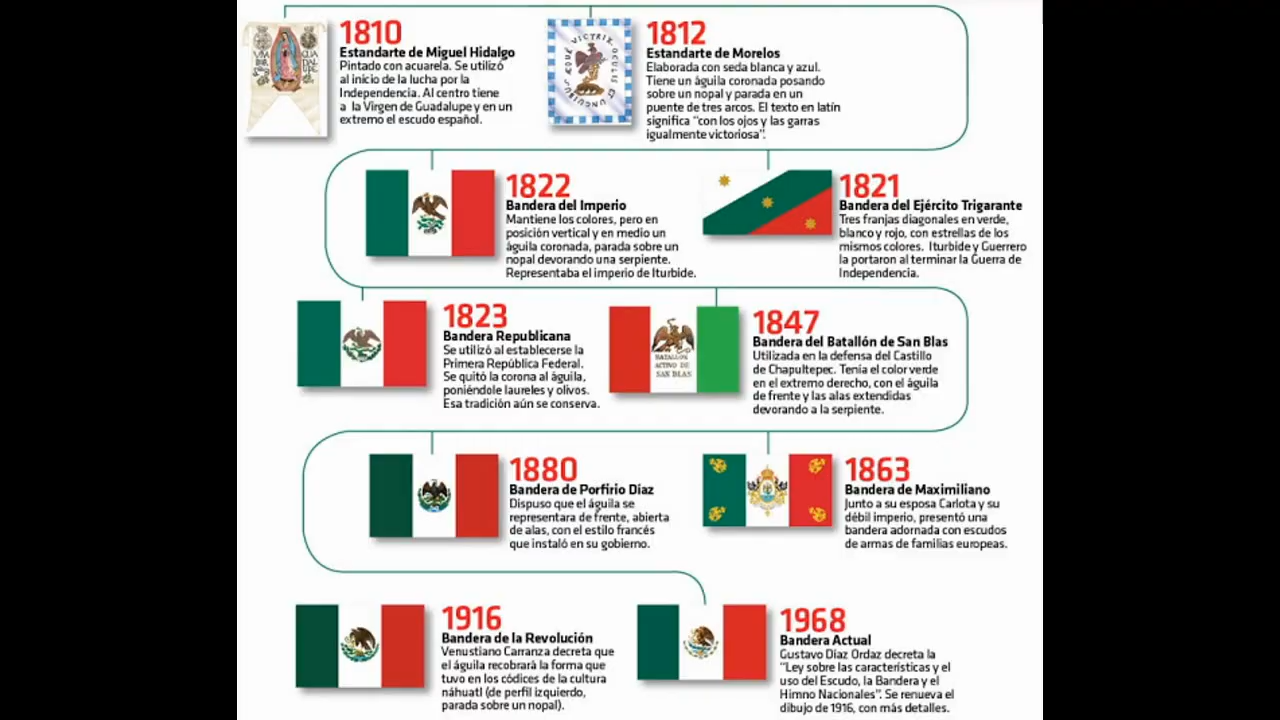 1810
Estandarte de Miguel Hidalgo
Pintado con acuarela. Se utilizó
al inicio de la lucha por la
Independencia. Al centro tiene
a la Virgen de Guadalupe y en un
extremo el escudo español.
1812
Estandarte de Morelos
Elaborada con seda blanca y azul.
Tiene un águila coronada posando
sobre un nopal y parada en un
puente de tres arcos. El texto en latín
significa “con los ojos y las garras
igualmente victoriosa”.
VICTRIX OCULIS ET UNGUIBUS ÆQUÉ
1822
Bandera del Imperio
Mantiene los colores, pero en
posición vertical y en medio un
águila coronada, parada sobre un
nopal devorando una serpiente.
Representaba el imperio de Iturbide.
1821
Bandera del Ejército Trigarante
Tres franjas diagonales en verde,
blanco y rojo, con estrellas de los
mismos colores. Iturbide y Guerrero
la portaron al terminar la Guerra de
Independencia.
1823
Bandera Republicana
Se utilizó al establecerse la
Primera República Federal.
Se quitó la corona al águila,
poniéndole laureles y olivos.
Esa tradición aún se conserva.
BATALLON
ACTIVO DE
SAN BLAS
1847
Bandera del Batallón de San Blas
Utilizada en la defensa del Castillo
de Chapultepec. Tenía el color verde
en el extremo derecho, con el águila
de frente y las alas extendidas
devorando a la serpiente.
1880
Bandera de Porfirio Díaz
Dispuso que el águila se
representara de frente, abierta
de alas, con el estilo francés
que instaló en su gobierno.
1863
Bandera de Maximiliano
Junto a su esposa Carlota y su
débil imperio, presentó una
bandera adornada con escudos
de armas de familias europeas.
1916
Bandera de la Revolución
Venustiano Carranza decreta que
el águila recobrará la forma que
tuvo en los códices de la cultura
náhuatl (de perfil izquierdo,
parada sobre un nopal).
1968
Bandera Actual
Gustavo Díaz Ordaz decreta la
“Ley sobre las características y el
uso del Escudo, la Bandera y el
Himno Nacionales”. Se renueva el
dibujo de 1916, con más detalles.